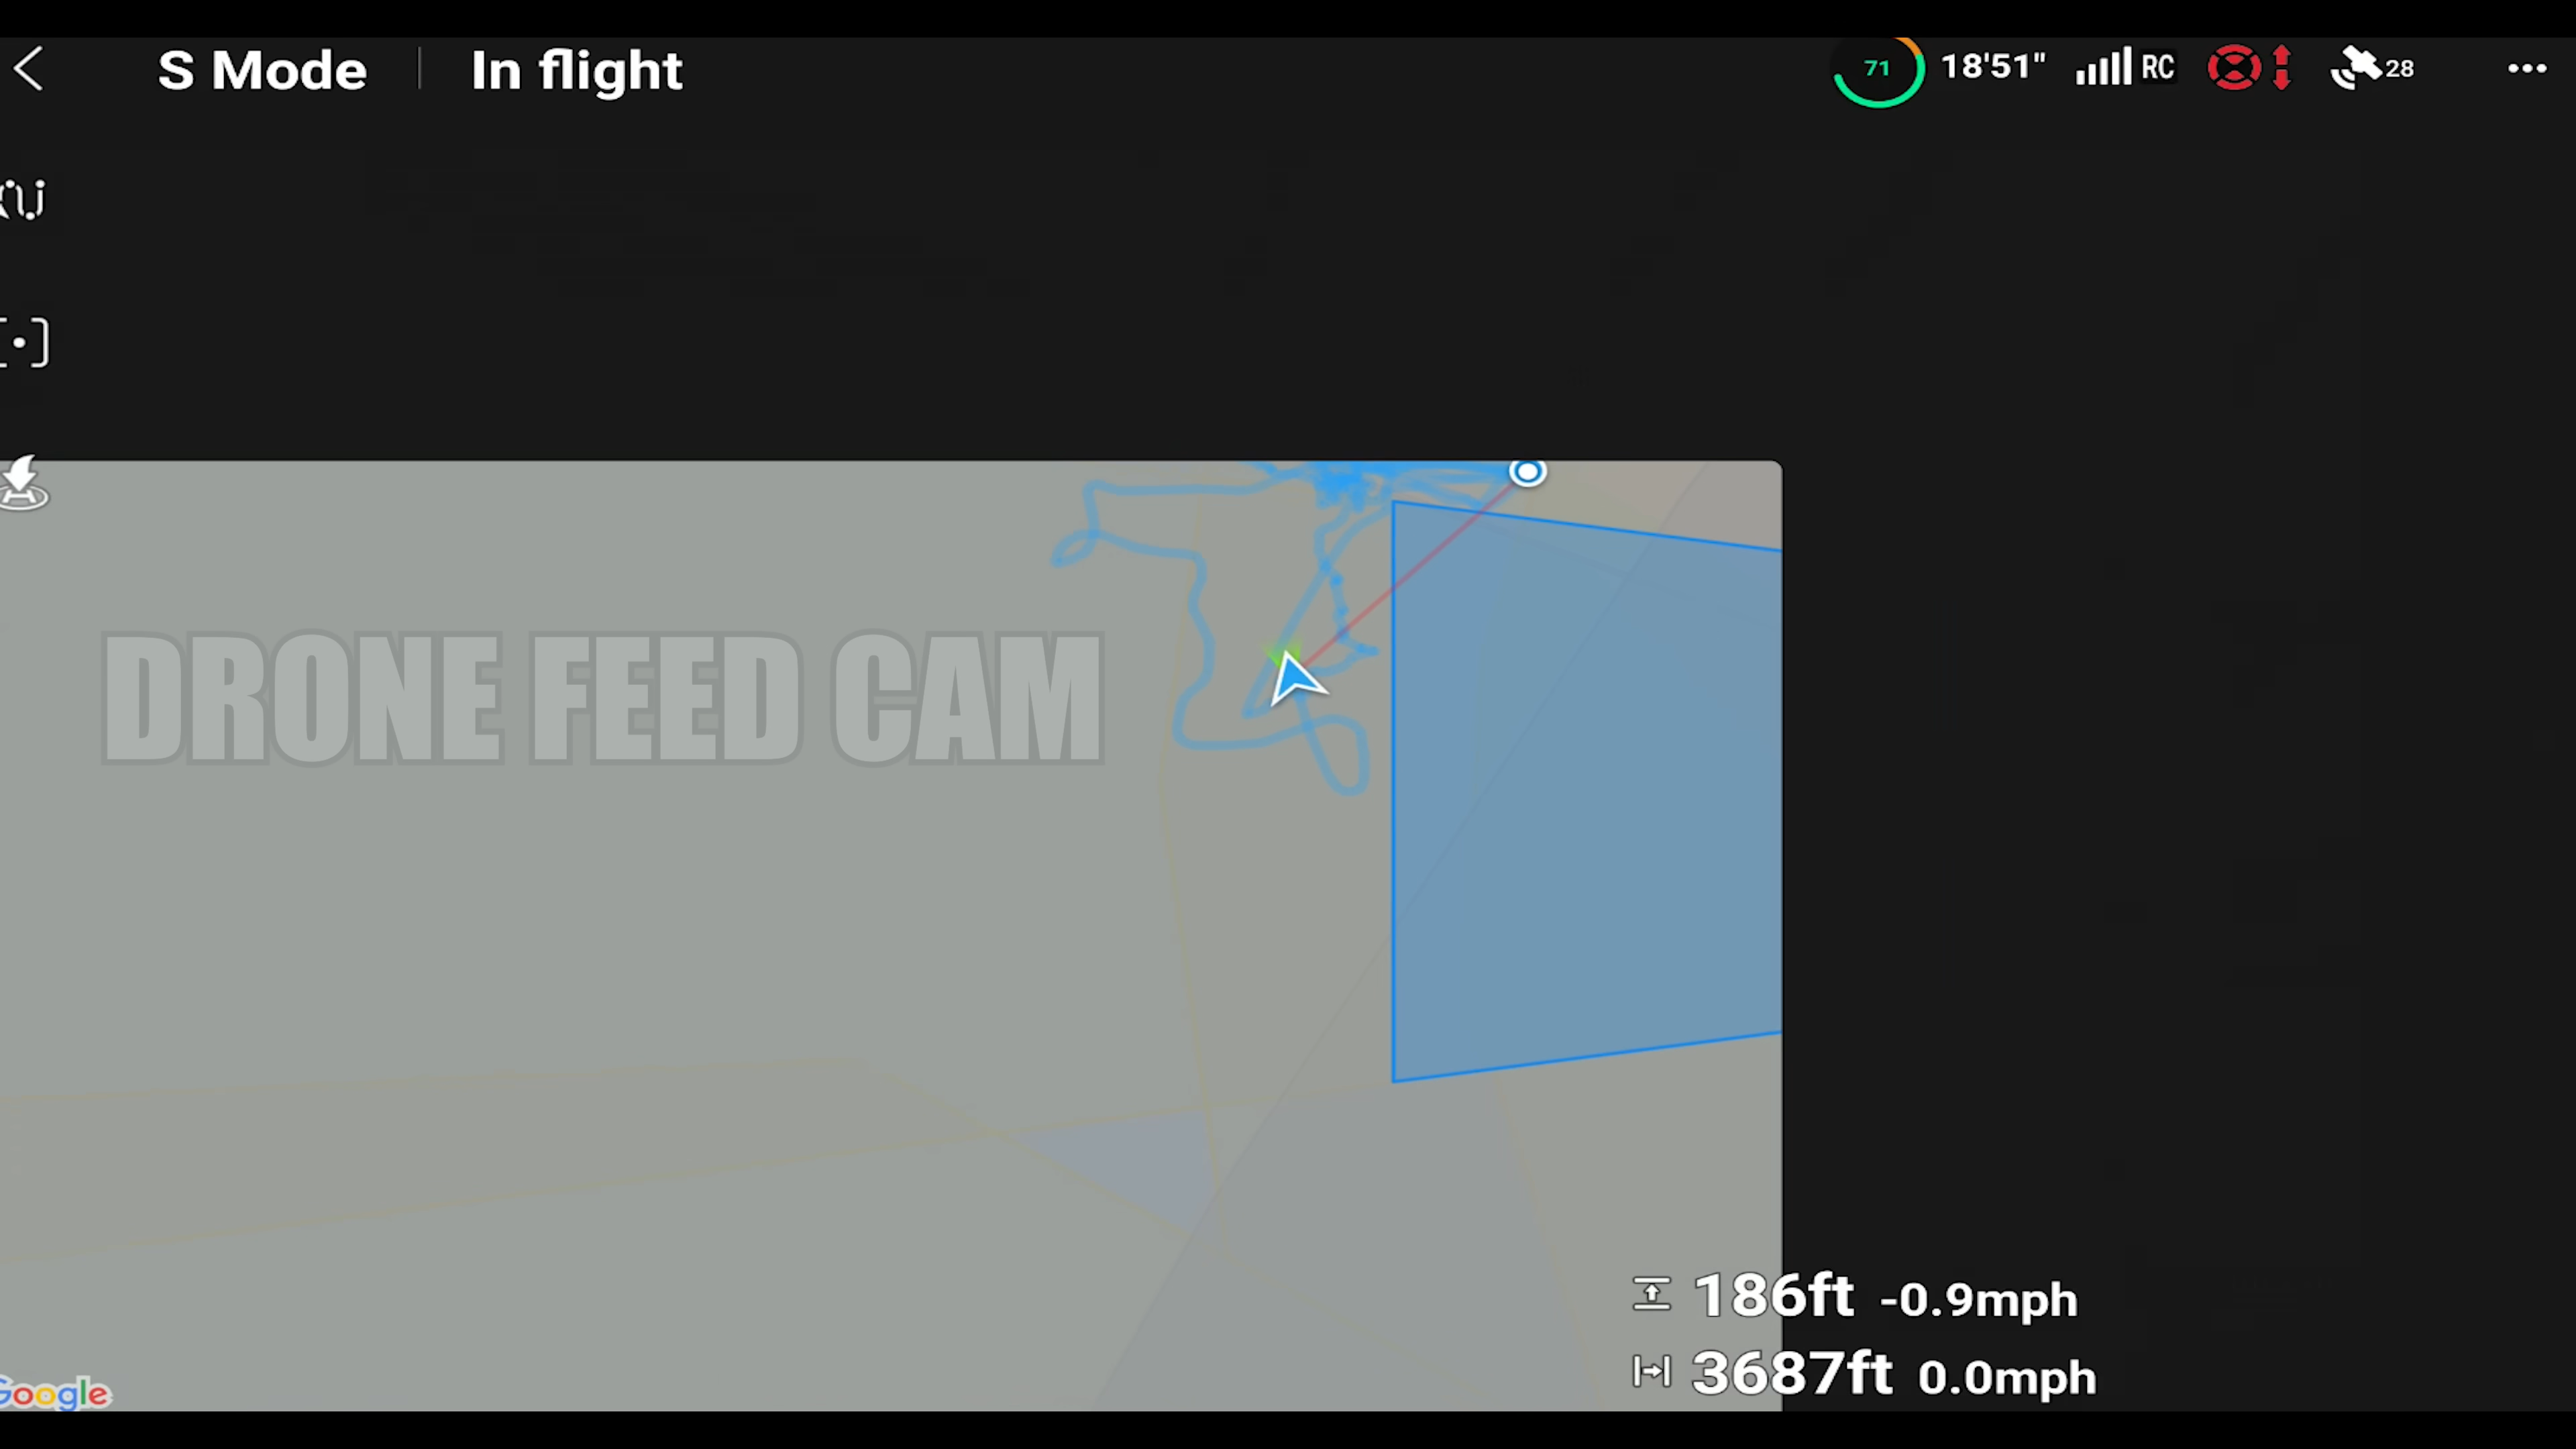 S Mode In flight 71 18'51" RC 28
DRONE FEED CAM
186ft -0.9mph
3687ft 0.0mph
Google